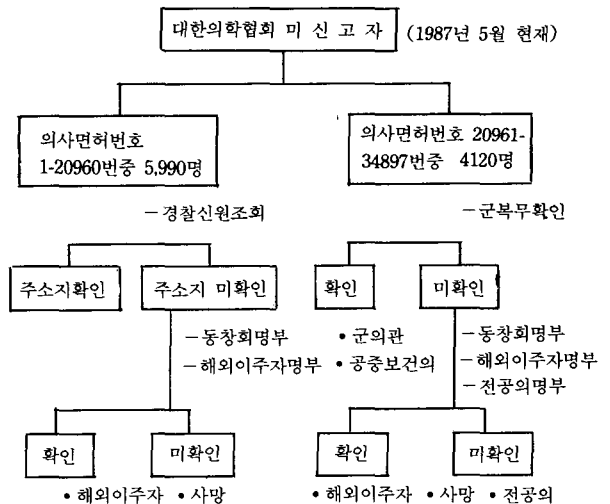 대한의학협회 미 신 고 자 (1987년 5월 현재)
의사면허번호
1-20960번중 5,990명
의사면허번호 20961-
34897번중 4120명
－경찰신원조회
－군복무확인
주소지확인
주소지 미확인
확인
미확인
－동창회명부
－해외이주자명부
• 군의관
• 공중보건의
－동창회명부
－해외이주자명부
－전공의명부
확인
미확인
확인
미확인
• 해외이주자 • 사망
• 해외이주자 • 사망 • 전공의